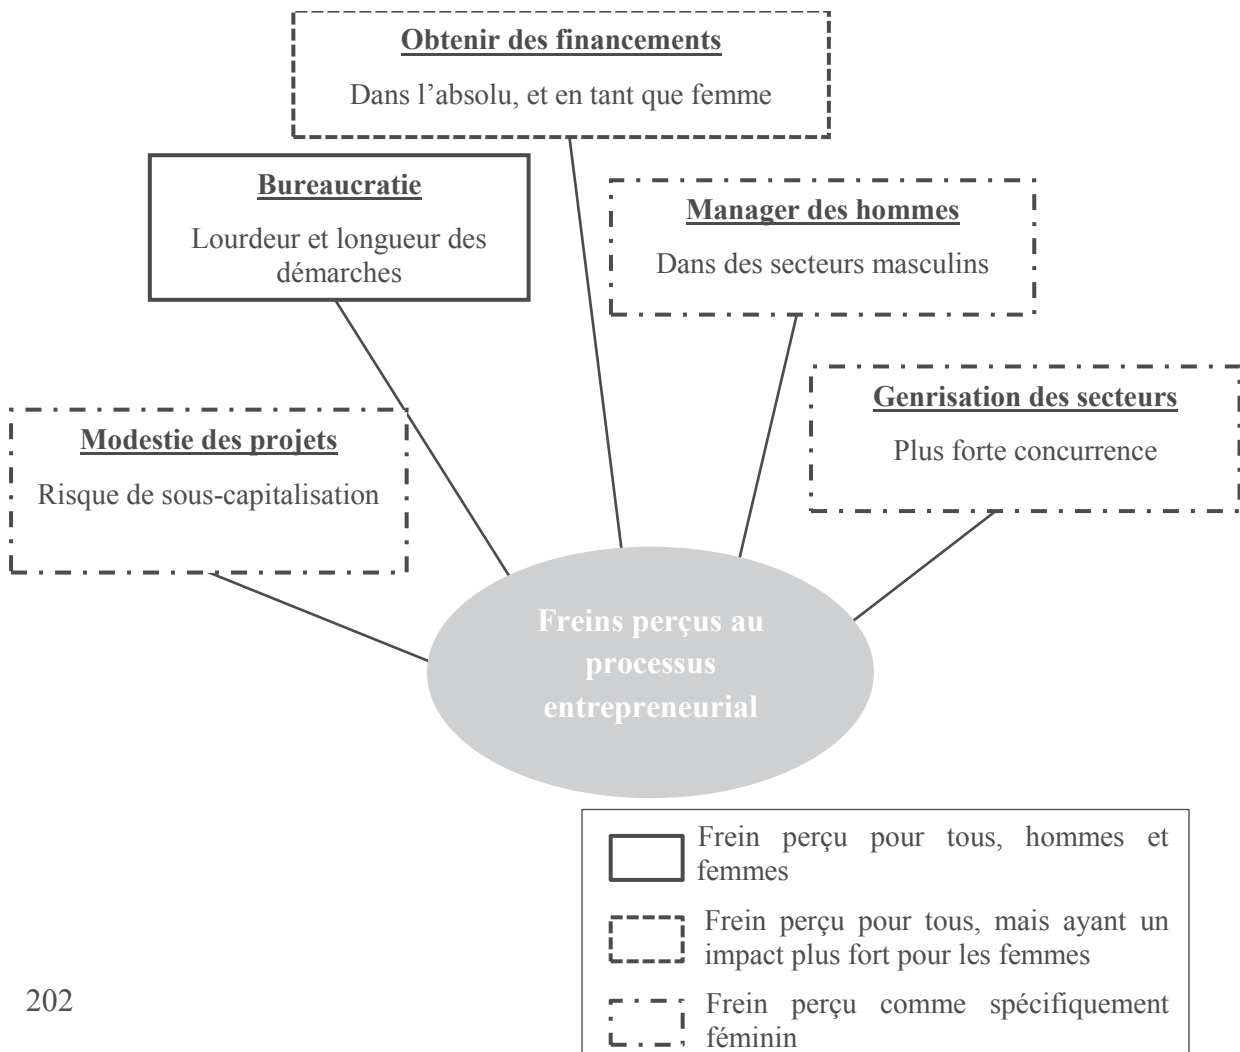 Obtenir des financements
Dans l’absolu, et en tant que femme
Bureaucratie
Lourdeur et longueur des
démarches
Manager des hommes
Dans des secteurs masculins
Genrisation des secteurs
Plus forte concurrence
Modestie des projets
Risque de sous-capitalisation
Freins perçus au
processus
entrepreneurial
Frein perçu pour tous, hommes et
femmes
Frein perçu pour tous, mais ayant un
impact plus fort pour les femmes
Frein perçu comme spécifiquement
féminin
202